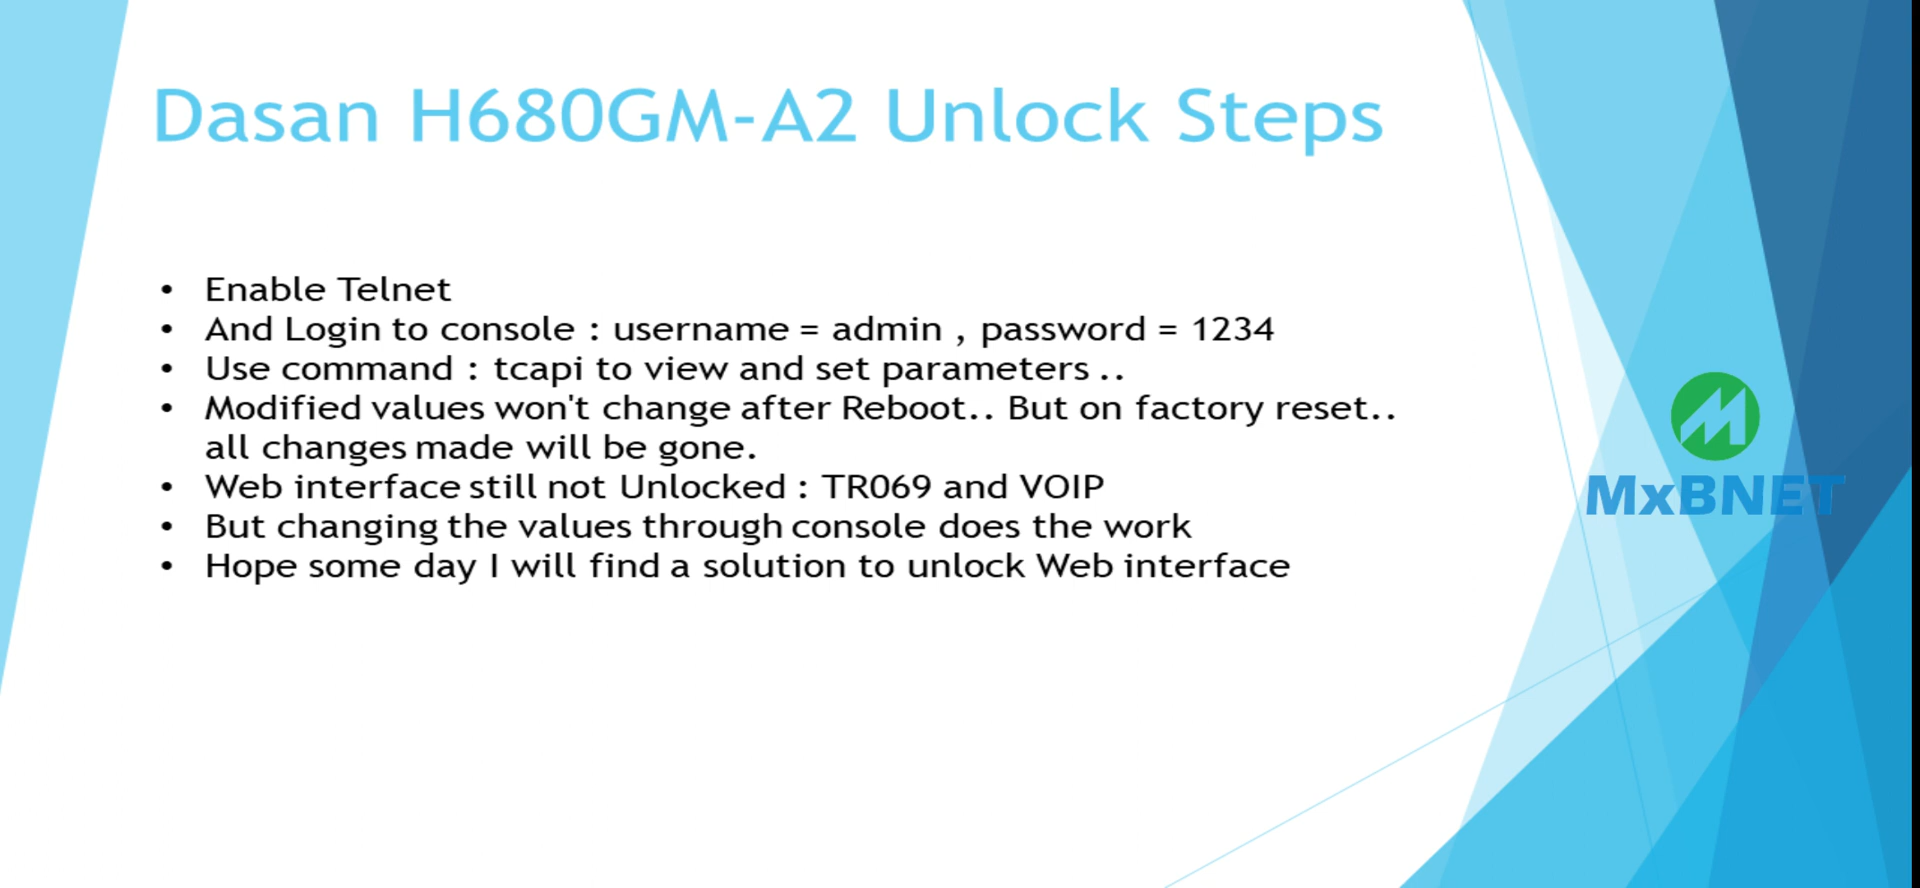 Dasan H680GM-A2 Unlock Steps
• Enable Telnet
• And Login to console : username = admin , password = 1234
• Use command : tcapi to view and set parameters ..
• Modified values won't change after Reboot.. But on factory reset..
all changes made will be gone.
• Web interface still not Unlocked : TR069 and VOIP
• But changing the values through console does the work
• Hope some day I will find a solution to unlock Web interface
MxBNET